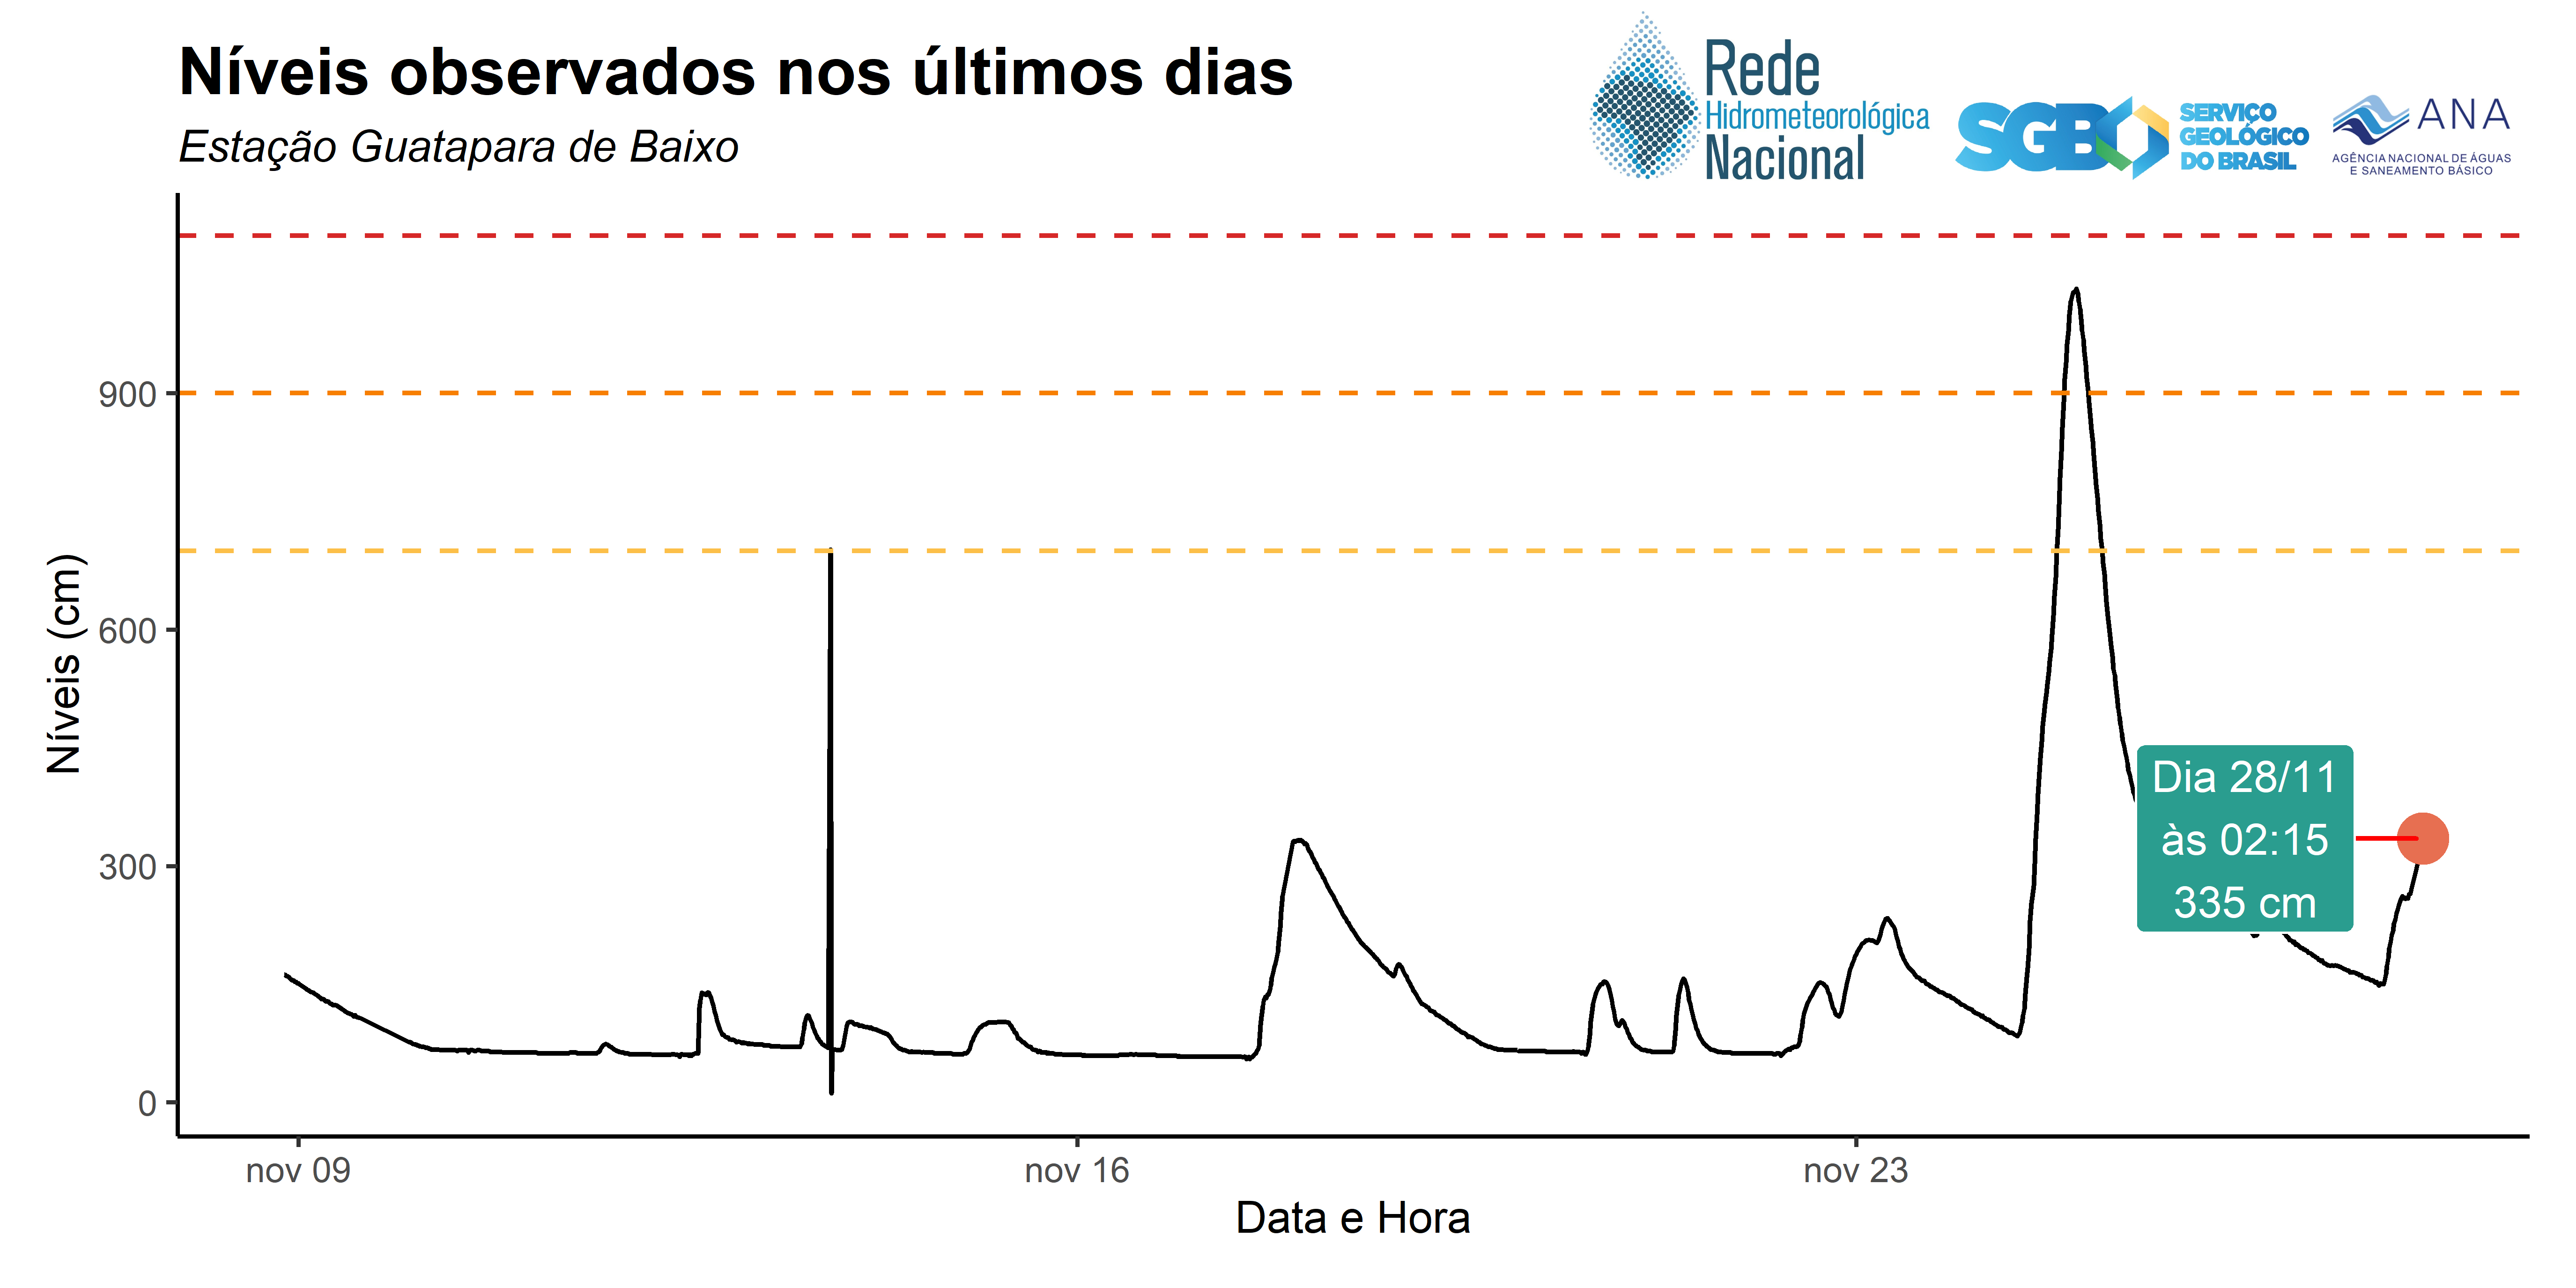 Níveis observados nos últimos dias
Estação Guatapara de Baixo
Rede
Hidrometeorológica
Nacional
SGB
SERVIÇO
GEOLÓGICO
DO BRASIL
ANA
AGÊNCIA NACIONAL DE ÁGUAS
E SANEAMENTO BÁSICO
Níveis (cm)
900
600
300
0
Dia 28/11
às 02:15
335 cm
nov 09
nov 16
nov 23
Data e Hora